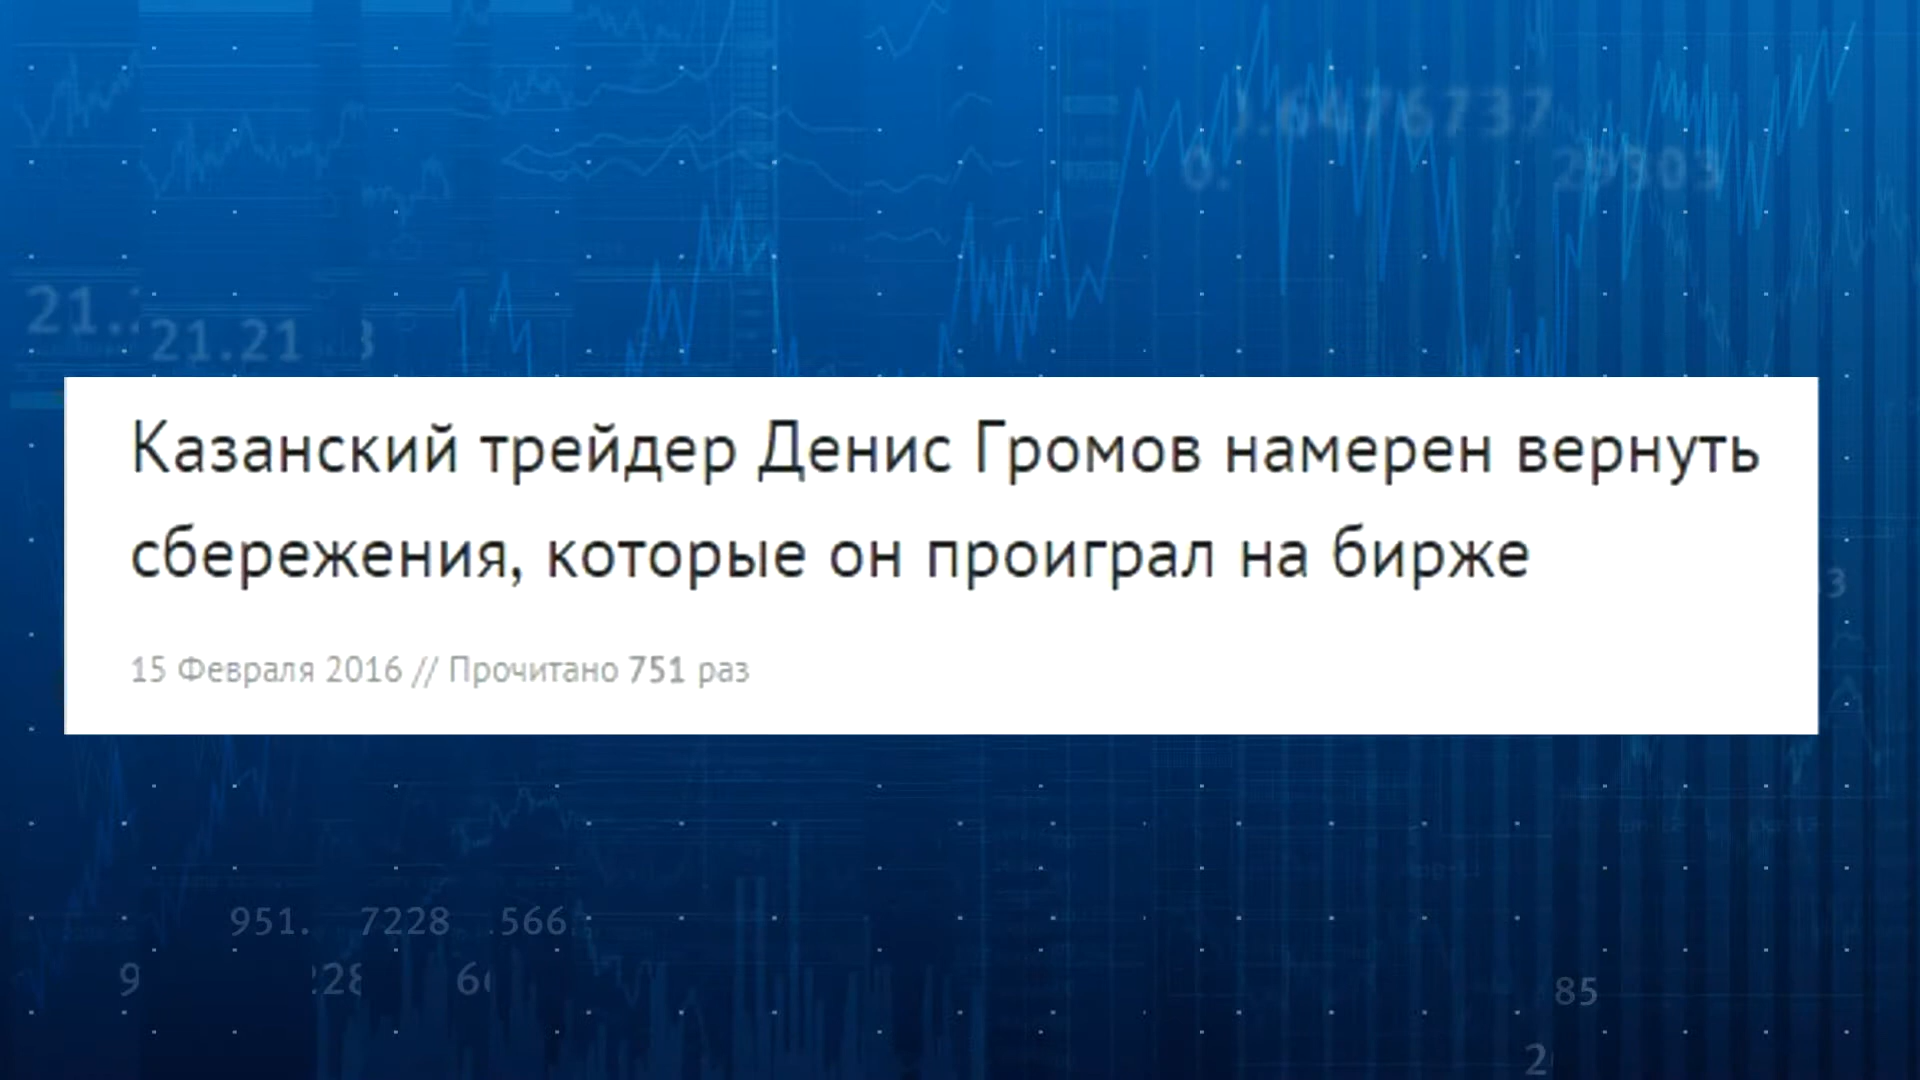 Казанский трейдер Денис Громов намерен вернуть
сбережения, которые он проиграл на бирже
15 Февраля 2016 // Прочитано 751 раз
21.21
951. 7228 .566
85